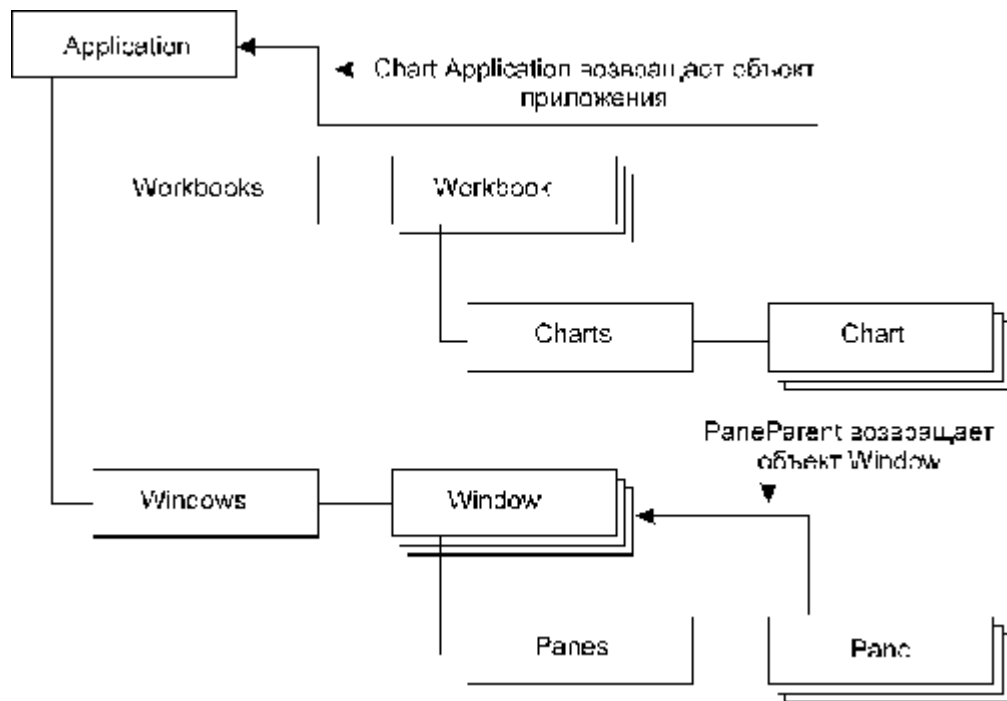 Application
Chart Application возвращает объект
приложения
Workbooks
Workbook
Charts
Chart
PaneParent возвращает
объект Window
Windows
Window
Panes
Pane